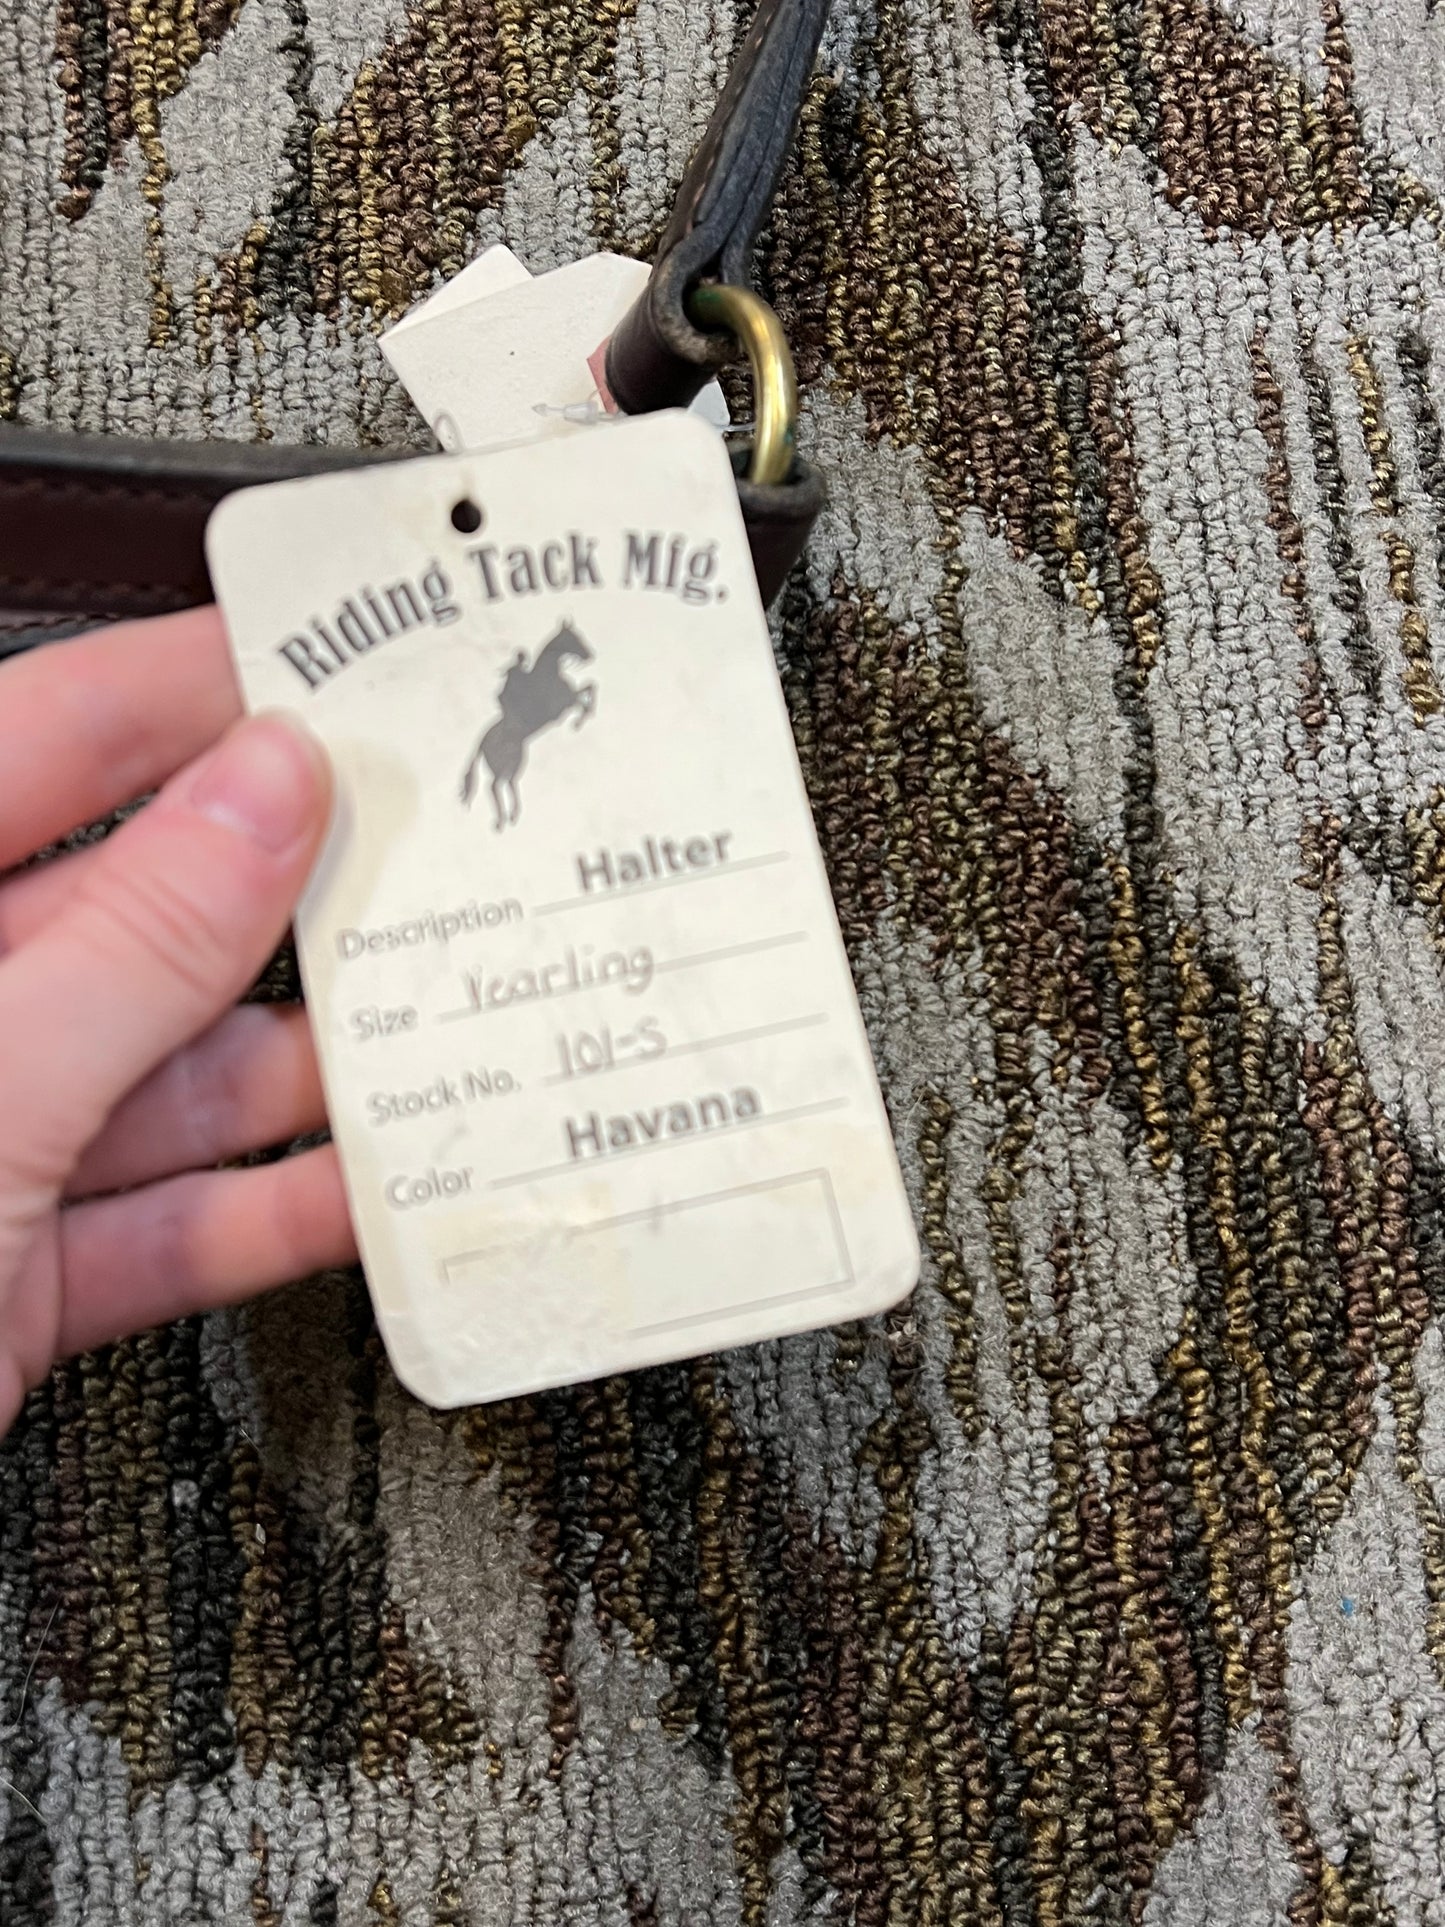 Riding Tack Mfg.
Description Halter
Size Yearling
Stock No. 101-S
Color Havana